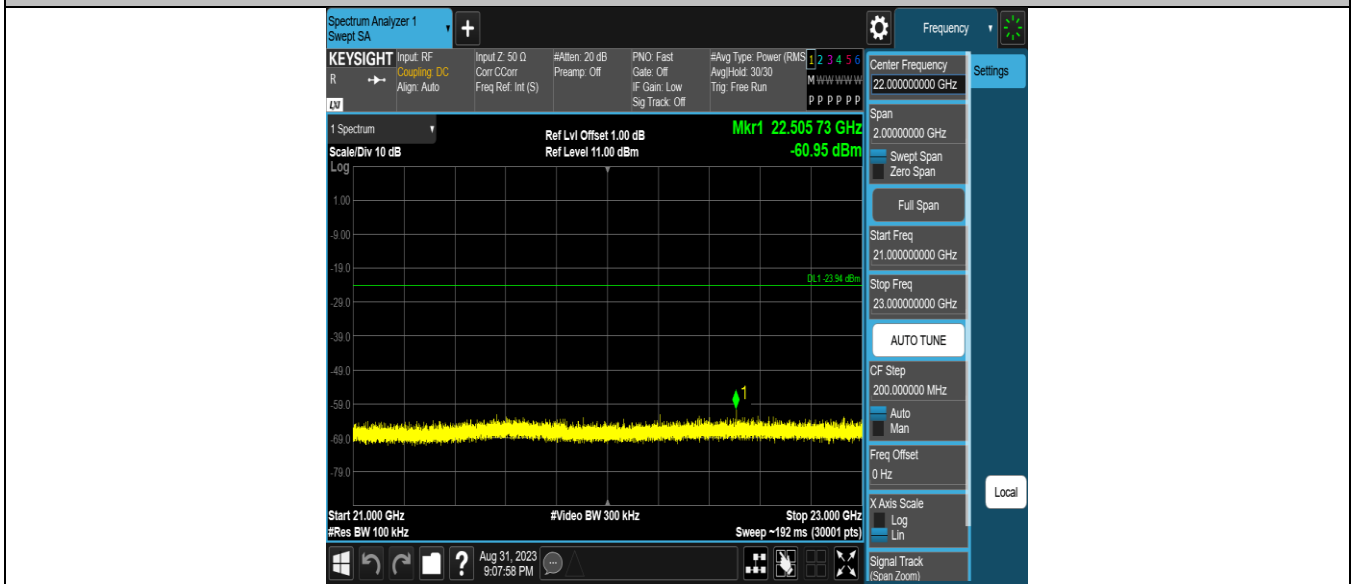 Spectrum Analyzer 1
Swept SA
+
Frequency
KEYSIGHT
R
LXI
Input: RF
Coupling: DC
Align: Auto
Input Z: 50 Ω
Corr CCorr
Freq Ref: Int (S)
#Atten: 20 dB
Preamp: Off
PNO: Fast
Gate: Off
IF Gain: Low
Sig Track: Off
#Avg Type: Power (RMS
Avg|Hold: 30/30
Trig: Free Run
1 2 3 4 5 6
M W W W W W
P P P P P P
Center Frequency
22.000000000 GHz
Settings
Span
2.00000000 GHz
Swept Span
Zero Span
Full Span
Start Freq
21.000000000 GHz
Stop Freq
23.000000000 GHz
AUTO TUNE
CF Step
200.000000 MHz
Auto
Man
Freq Offset
0 Hz
X Axis Scale
Log
Lin
Signal Track
(Span Zoom)
Local
1 Spectrum
Scale/Div 10 dB
Log
Ref Lvl Offset 1.00 dB
Ref Level 11.00 dBm
Mkr1 22.505 73 GHz
-60.95 dBm
1.00
-9.00
-19.0
DL1 -23.94 dBm
-29.0
-39.0
-49.0
1
-59.0
-69.0
-79.0
Start 21.000 GHz
#Video BW 300 kHz
Stop 23.000 GHz
#Res BW 100 kHz
Sweep ~192 ms (30001 pts)
?
Aug 31, 2023
9:07:58 PM